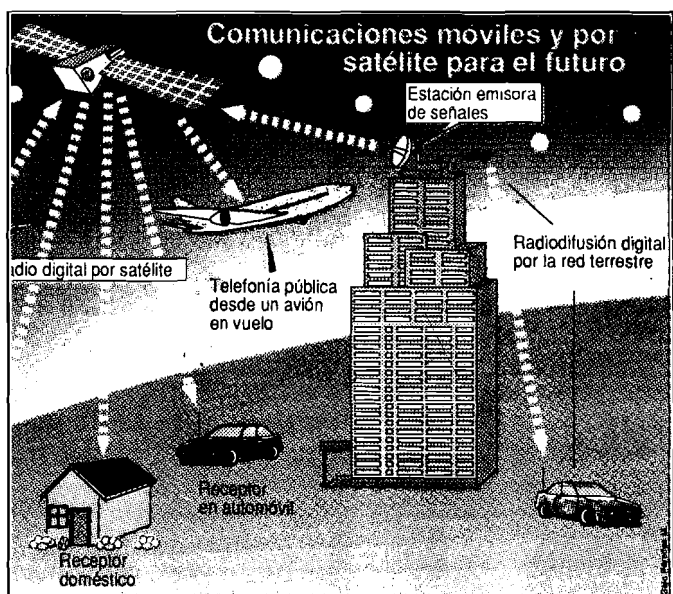 Comunicaciones móviles y por
satélite para el futuro
Estación emisora
de señales
adio digital por satélite
Telefonía pública
desde un avión
en vuelo
Radiodifusión digital
por la red terrestre
Receptor
en automóvil
Receptor
doméstico